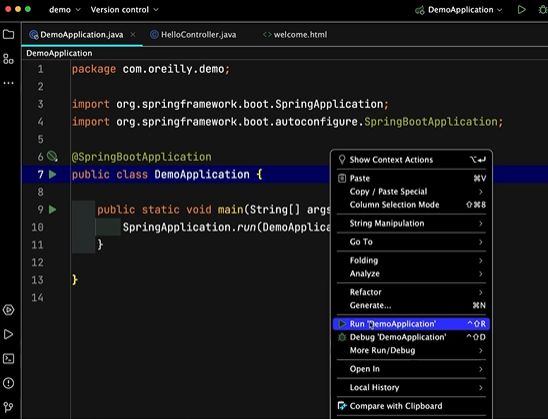 demo
Version control
DemoApplication
DemoApplication.java
HelloController.java
<> welcome.html
DemoApplication
1 package com.oreilly.demo;
2
3 import org.springframework.boot.SpringApplication;
4 import org.springframework.boot.autoconfigure.SpringBootApplication;
5
6 @SpringBootApplication
7 public class DemoApplication {
8
9 public static void main(String[] args
10 SpringApplication.run(DemoApplica
11 }
12
13 }
14
Show Context Actions ⌥⏎
Paste ⌘V
Copy / Paste Special >
Column Selection Mode ⇧⌘8
String Manipulation >
Go To >
Folding >
Analyze >
Refactor >
Generate... ⌘N
Run 'DemoApplication' ⌃⇧R
Debug 'DemoApplication' ⌃⇧D
More Run/Debug >
Open In >
Local History >
Compare with Clipboard